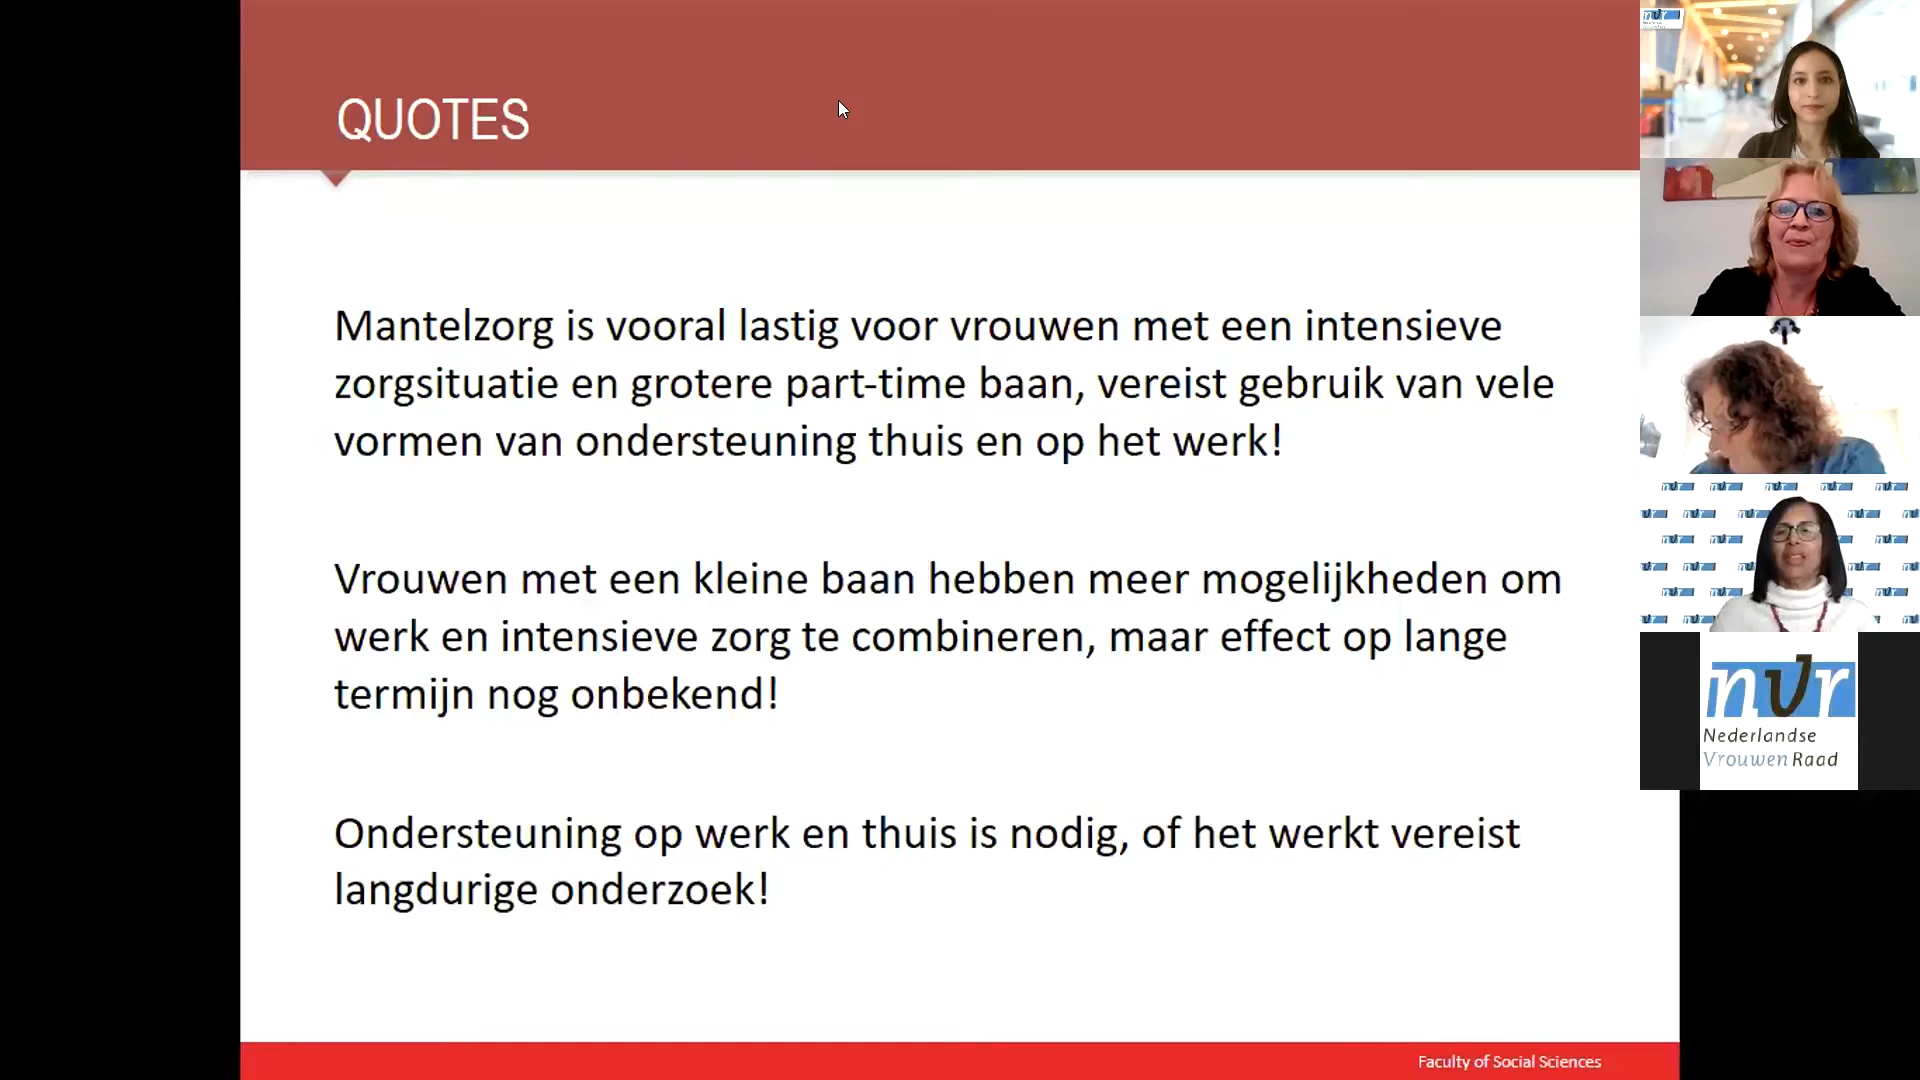 QUOTES
Mantelzorg is vooral lastig voor vrouwen met een intensieve
zorgsituatie en grotere part-time baan, vereist gebruik van vele
vormen van ondersteuning thuis en op het werk!
Vrouwen met een kleine baan hebben meer mogelijkheden om
werk en intensieve zorg te combineren, maar effect op lange
termijn nog onbekend!
Ondersteuning op werk en thuis is nodig, of het werkt vereist
langdurige onderzoek!
Faculty of Social Sciences
nvr
Nederlandse
VrouwenRaad